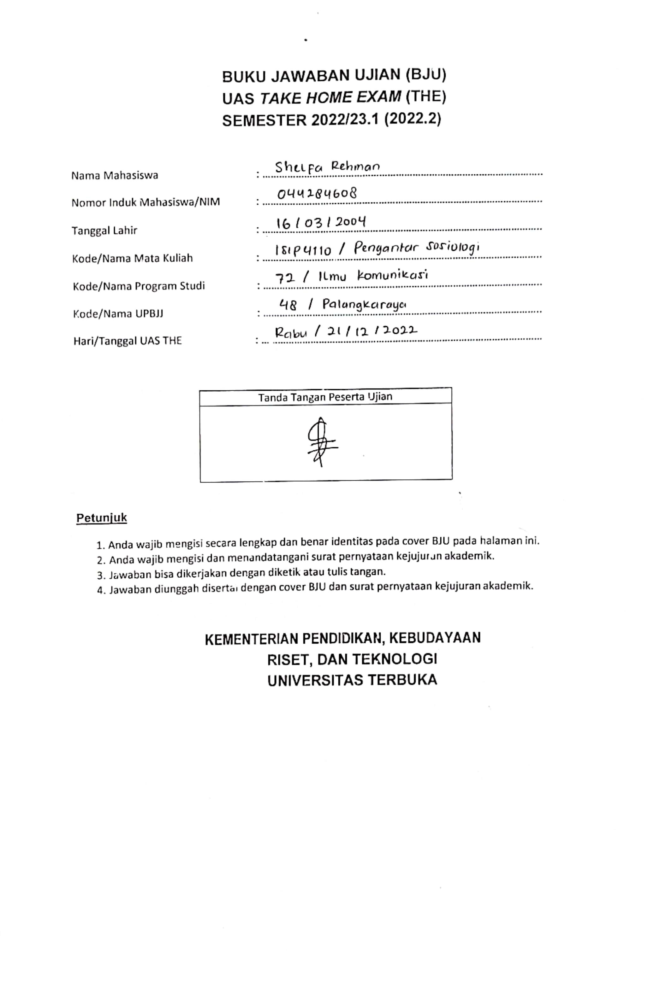 BUKU JAWABAN UJIAN (BJU)
UAS TAKE HOME EXAM (THE)
SEMESTER 2022/23.1 (2022.2)
Nama Mahasiswa : Shelfa Rehman
Nomor Induk Mahasiswa/NIM : 044284608
Tanggal Lahir : 16 / 03 / 2004
Kode/Nama Mata Kuliah : ISIP4110 / Pengantar sosiologi
Kode/Nama Program Studi : 72 / Ilmu komunikasi
Kode/Nama UPBJJ : 48 / Palangkaraya
Hari/Tanggal UAS THE : Rabu / 21 / 12 / 2022
Tanda Tangan Peserta Ujian
Petunjuk
1. Anda wajib mengisi secara lengkap dan benar identitas pada cover BJU pada halaman ini.
2. Anda wajib mengisi dan menandatangani surat pernyataan kejujuran akademik.
3. Jawaban bisa dikerjakan dengan diketik atau tulis tangan.
4. Jawaban diunggah disertai dengan cover BJU dan surat pernyataan kejujuran akademik.
KEMENTERIAN PENDIDIKAN, KEBUDAYAAN
RISET, DAN TEKNOLOGI
UNIVERSITAS TERBUKA